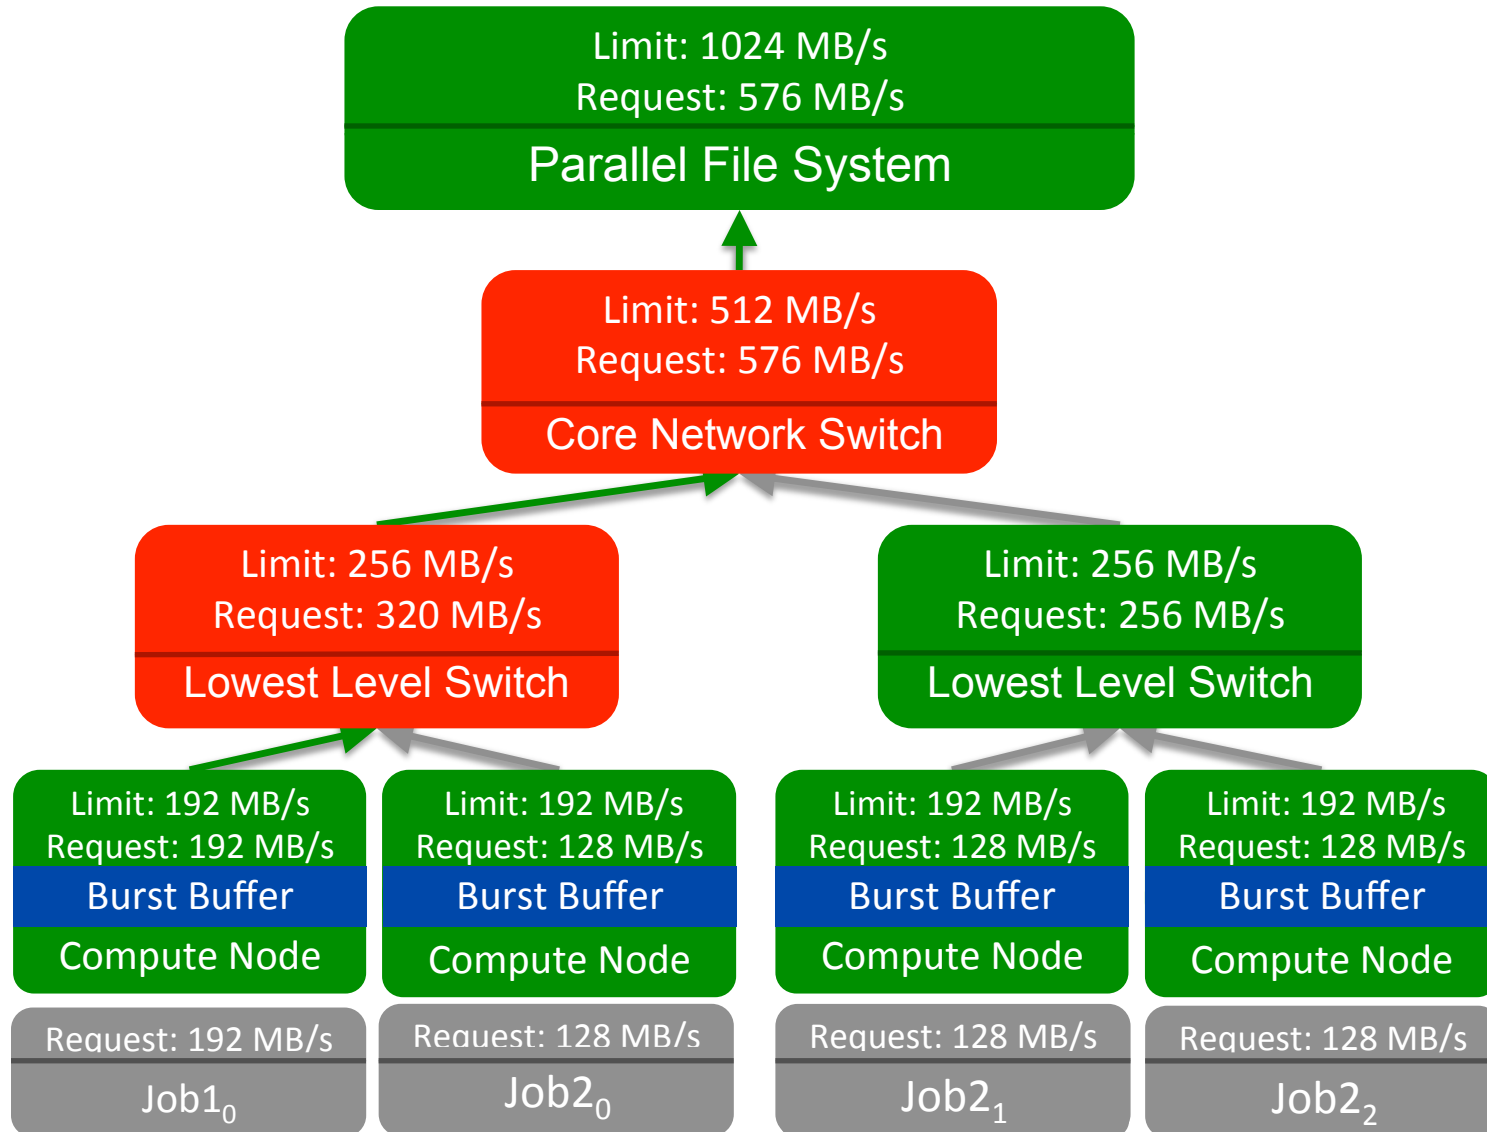 Limit: 1024 MB/s
Request: 576 MB/s
Parallel File System
Limit: 512 MB/s
Request: 576 MB/s
Core Network Switch
Limit: 256 MB/s
Request: 320 MB/s
Lowest Level Switch
Limit: 256 MB/s
Request: 256 MB/s
Lowest Level Switch
Limit: 192 MB/s
Request: 192 MB/s
Burst Buffer
Compute Node
Request: 192 MB/s
Job1₀
Limit: 192 MB/s
Request: 128 MB/s
Burst Buffer
Compute Node
Request: 128 MB/s
Job2₀
Limit: 192 MB/s
Request: 128 MB/s
Burst Buffer
Compute Node
Request: 128 MB/s
Job2₁
Limit: 192 MB/s
Request: 128 MB/s
Burst Buffer
Compute Node
Request: 128 MB/s
Job2₂